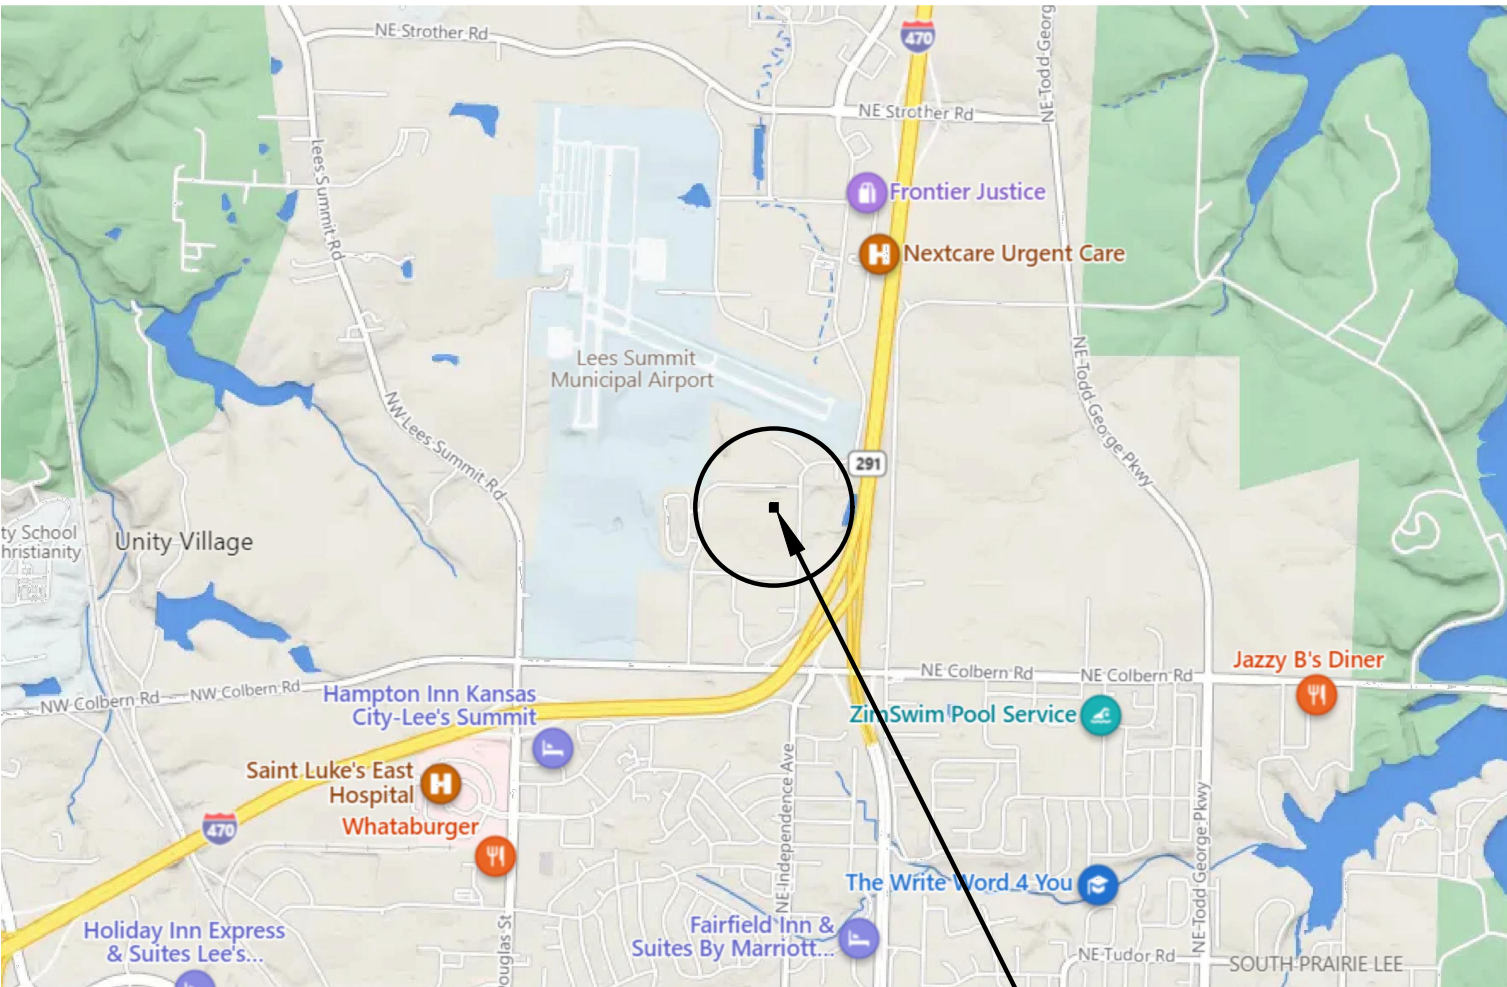 NE Strother Rd
470
NE-Todd-Georg
NE Strother Rd
Lees Summit Rd
Frontier Justice
H
Nextcare Urgent Care
Lees Summit
Municipal Airport
NE-Todd-George-Pkwy
NW-Lees-Summit-Rd
291
ty School
hristianity
Unity Village
NW Colbern Rd
NW Colbern Rd
NE Colbern Rd
NE Colbern Rd
Jazzy B's Diner
Hampton Inn Kansas
City-Lee's Summit
ZimSwim Pool Service
Saint Luke's East
Hospital
H
Whataburger
470
NE-Independence Ave
NE-Todd George-Pkwy
The Write Word 4 You
Holiday Inn Express
& Suites Lee's...
ouglas St
Fairfield Inn &
Suites By Marriott...
NE-Tudor Rd
SOUTH-PRAIRIE-LEE